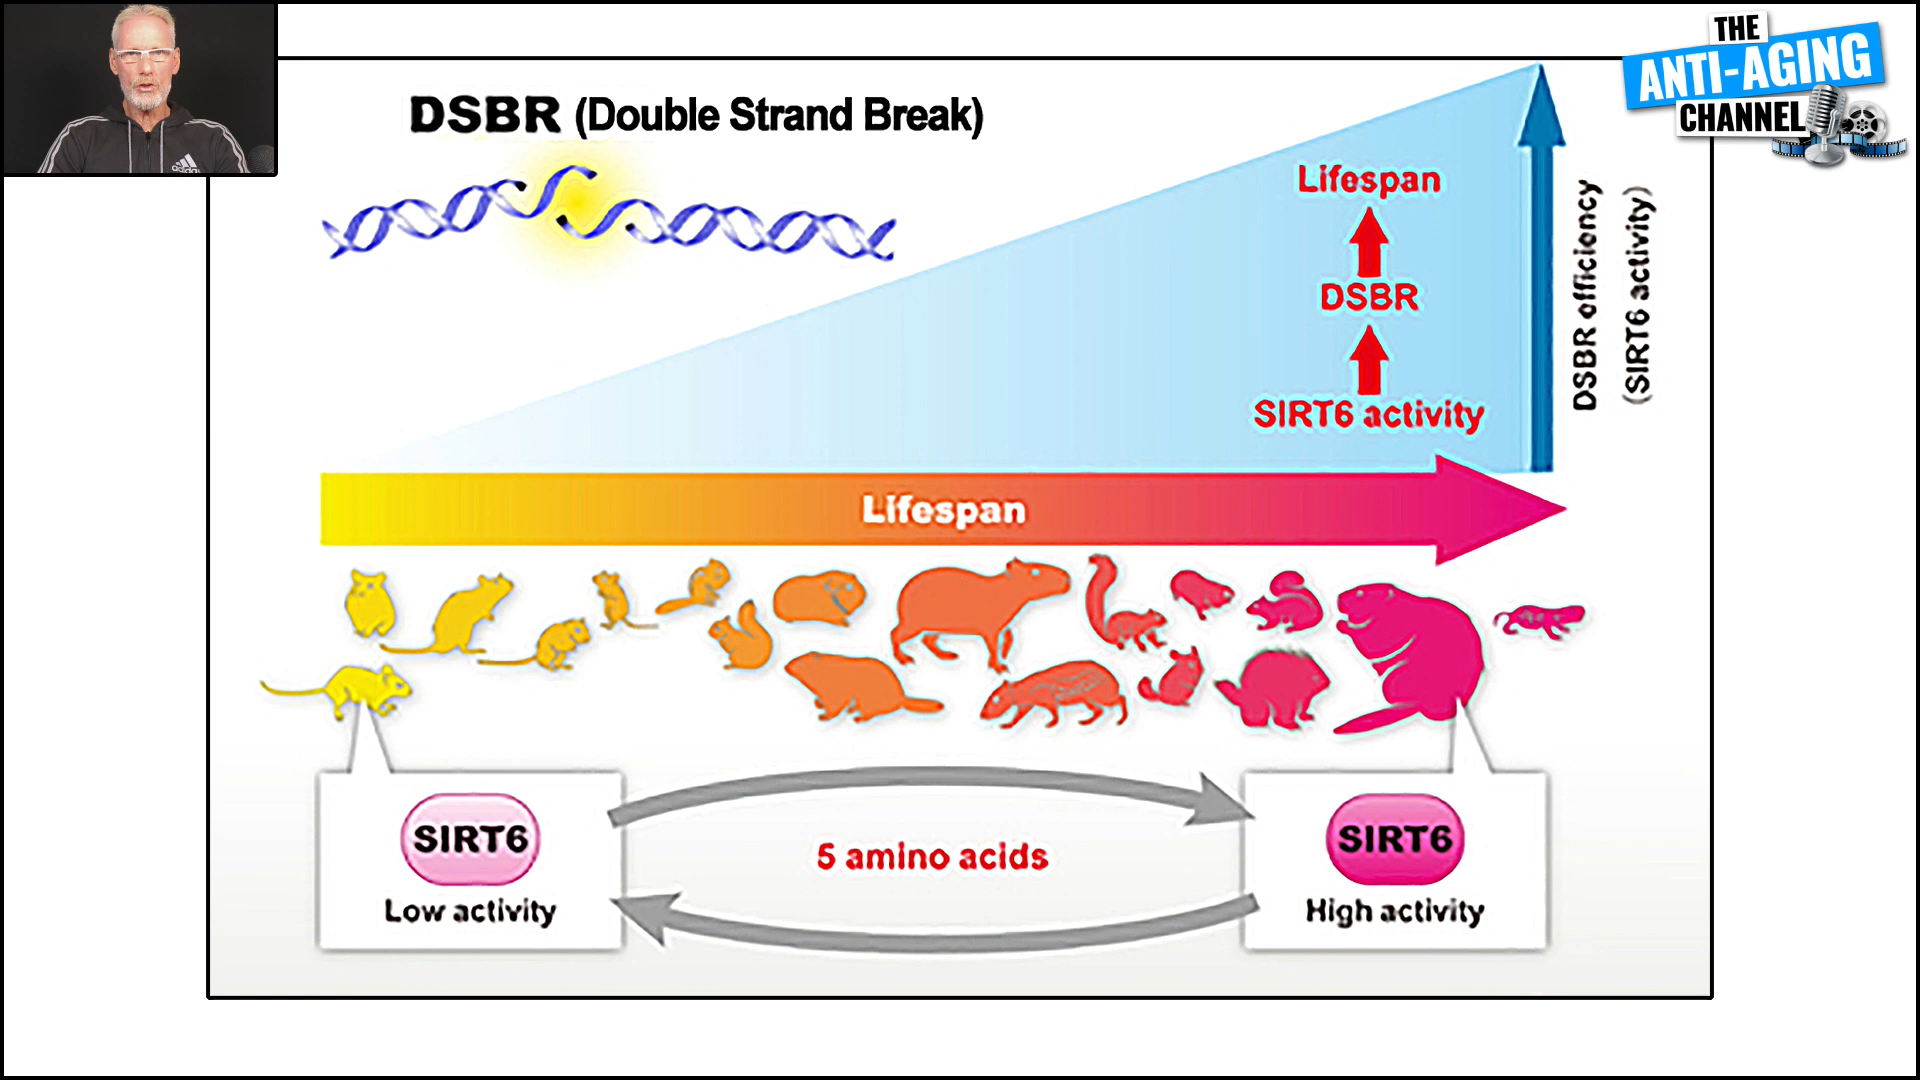 THE
ANTI-AGING
CHANNEL
adidas
DSBR (Double Strand Break)
Lifespan
DSBR
SIRT6 activity
DSBR efficiency
(SIRT6 activity)
Lifespan
SIRT6
Low activity
5 amino acids
SIRT6
High activity